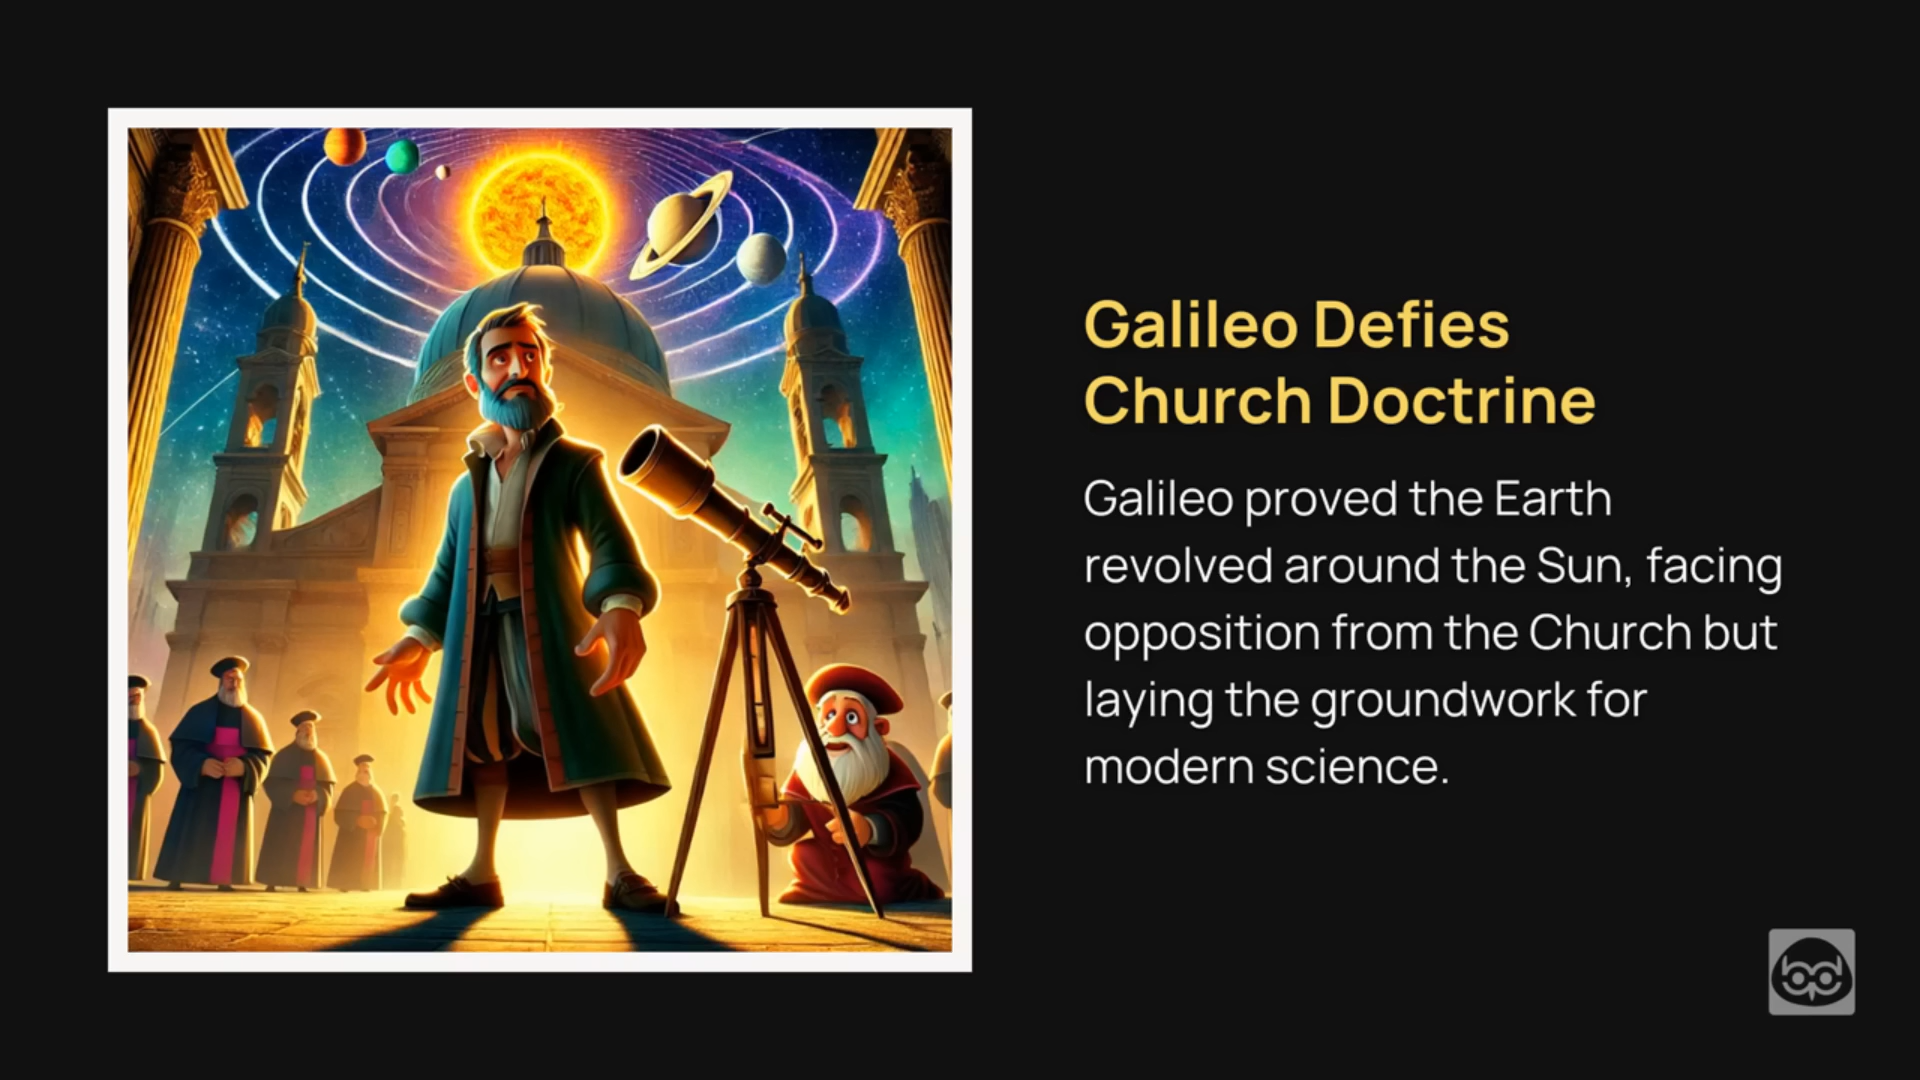 Galileo Defies
Church Doctrine
Galileo proved the Earth
revolved around the Sun, facing
opposition from the Church but
laying the groundwork for
modern science.